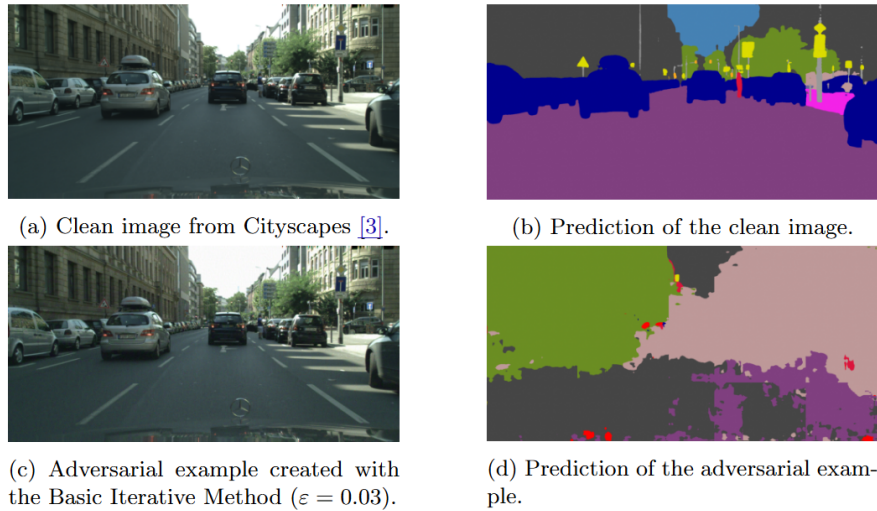 (a) Clean image from Cityscapes [3].
(b) Prediction of the clean image.
(c) Adversarial example created with
the Basic Iterative Method (ε = 0.03).
(d) Prediction of the adversarial exam-
ple.